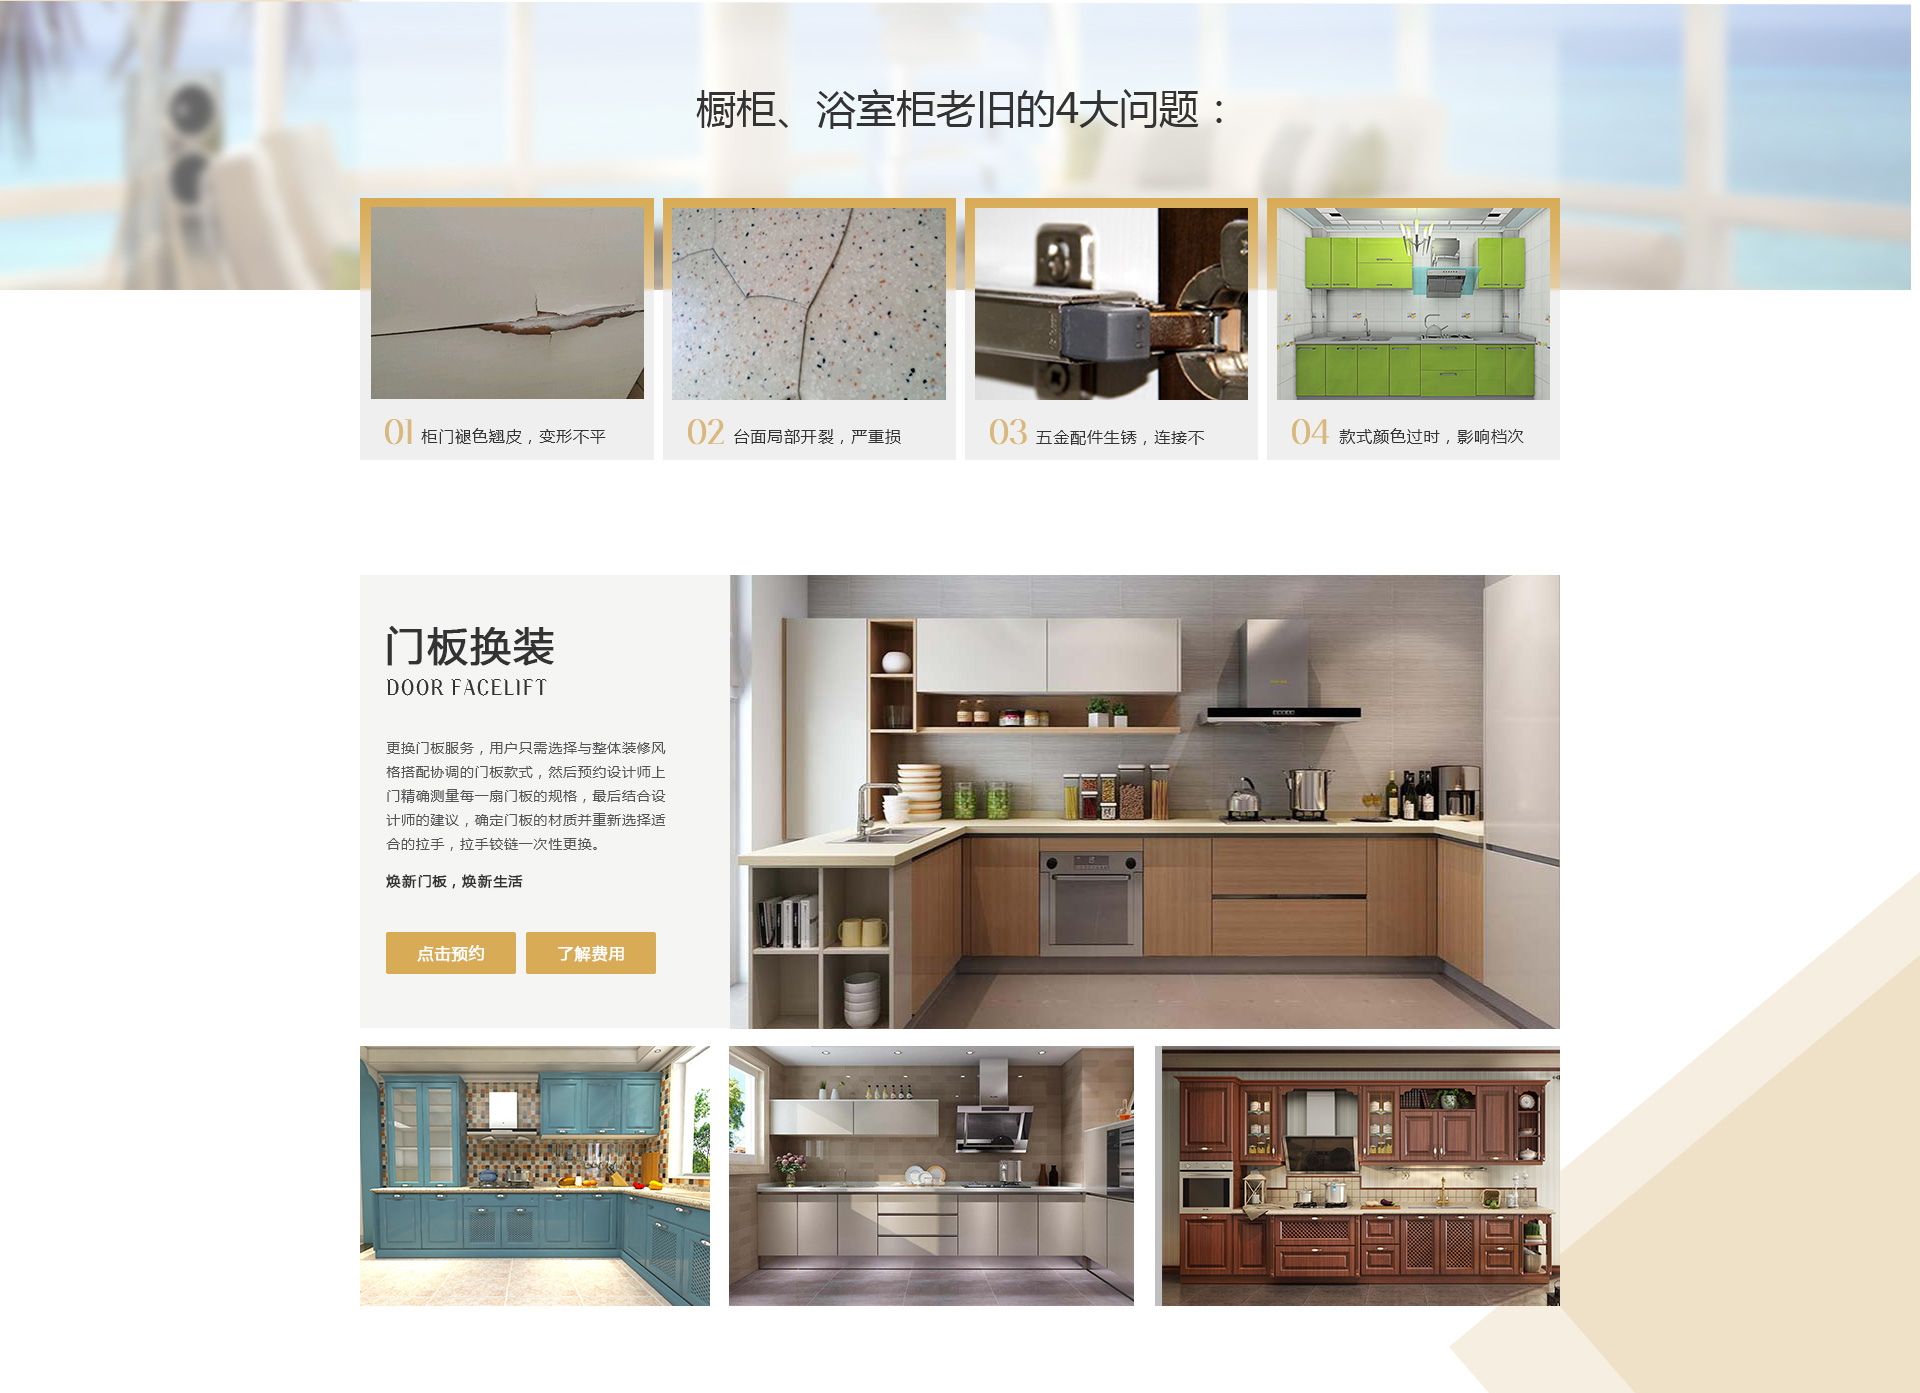 橱柜、浴室柜老旧的4大问题：
01 柜门褪色翘皮，变形不平
02 台面局部开裂，严重损
03 五金配件生锈，连接不
04 款式颜色过时，影响档次
门板换装
DOOR FACELIFT
更换门板服务，用户只需选择与整体装修风
格搭配协调的门板款式，然后预约设计师上
门精确测量每一扇门板的规格，最后结合设
计师的建议，确定门板的材质并重新选择适
合的拉手，拉手铰链一次性更换。
焕新门板，焕新生活
点击预约
了解费用